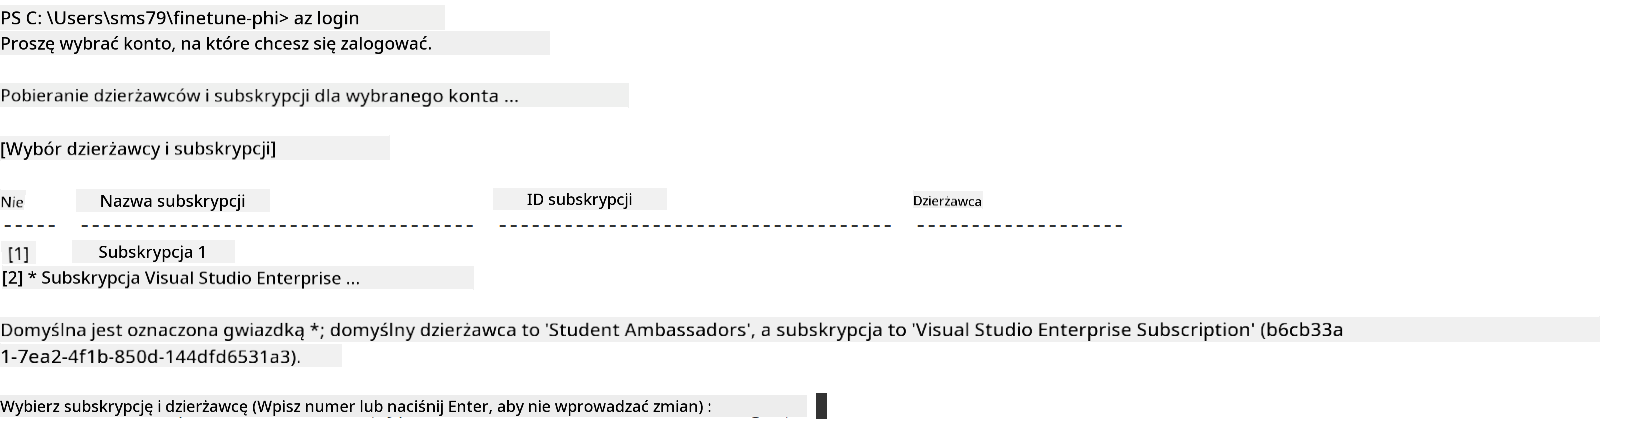 PS C: \Users\sms79\finetune-phi> az login
Proszę wybrać konto, na które chcesz się zalogować.
Pobieranie dzierżawców i subskrypcji dla wybranego konta ...
[Wybór dzierżawcy i subskrypcji]
Nie Nazwa subskrypcji ID subskrypcji Dzierżawca
----- ------------------------------------ ------------------------------------ -------------------
[1] Subskrypcja 1
[2] * Subskrypcja Visual Studio Enterprise ...
Domyślna jest oznaczona gwiazdką *; domyślny dzierżawca to 'Student Ambassadors', a subskrypcja to 'Visual Studio Enterprise Subscription' (b6cb33a
1-7ea2-4f1b-850d-144dfd6531a3).
Wybierz subskrypcję i dzierżawcę (Wpisz numer lub naciśnij Enter, aby nie wprowadzać zmian) :